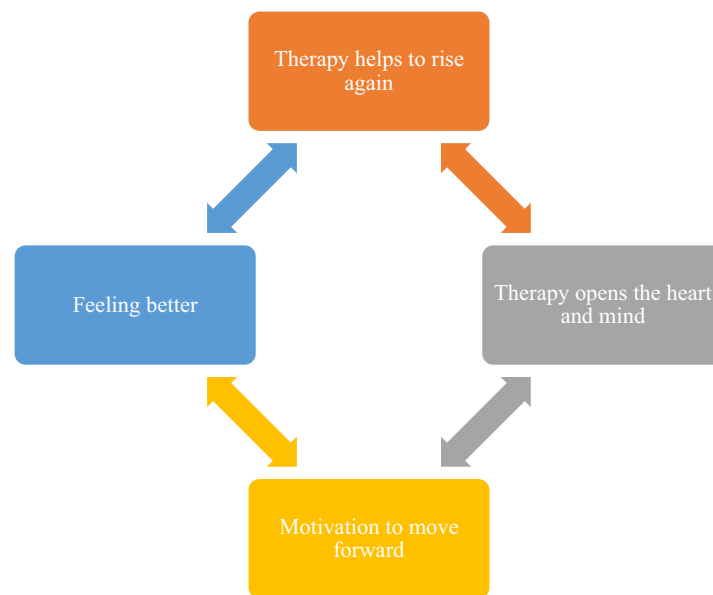 Therapy helps to rise
again
Feeling better
Therapy opens the heart
and mind
Motivation to move
forward